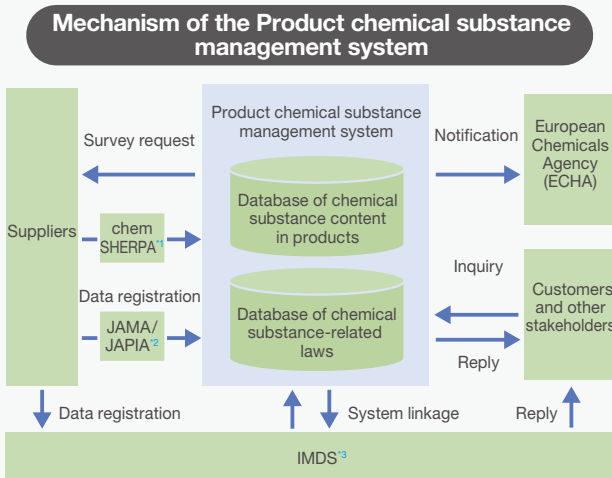 Mechanism of the Product chemical substance
management system
Product chemical substance
management system
Survey request
Notification
European
Chemicals
Agency
(ECHA)
Database of chemical
substance content
in products
Suppliers
chem
SHERPA*1
Inquiry
Data registration
Customers
and other
stakeholders
JAMA/
JAPIA*2
Database of chemical
substance-related
laws
Reply
Data registration
System linkage
Reply
IMDS*3